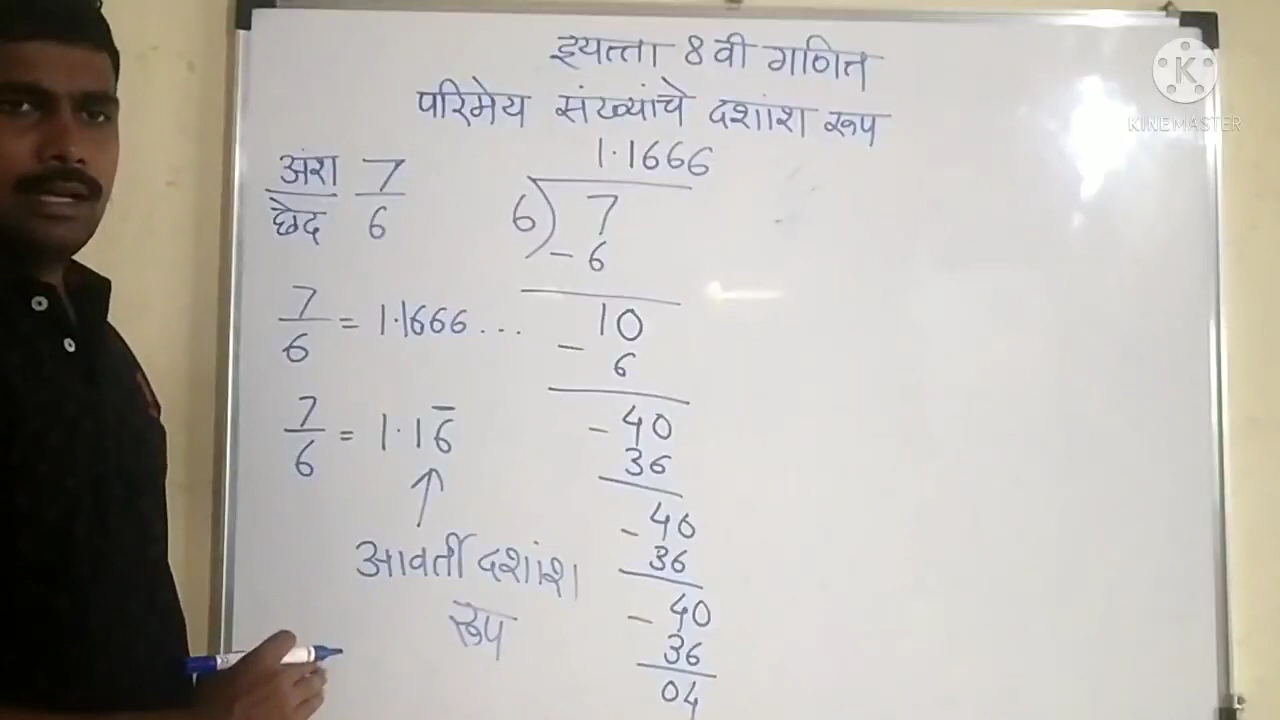 इयत्ता 8 वी गणित
परिमेय संख्यांचे दशांश रूप
K
KINEMASTER
अंश 7
छेद 6
7/6 = 1.1666...
7/6 = 1.16̅
↑
आवर्ती दशांश
रूप
1.1666
6) 7
- 6
10
- 6
- 40
36
- 40
36
- 40
36
04